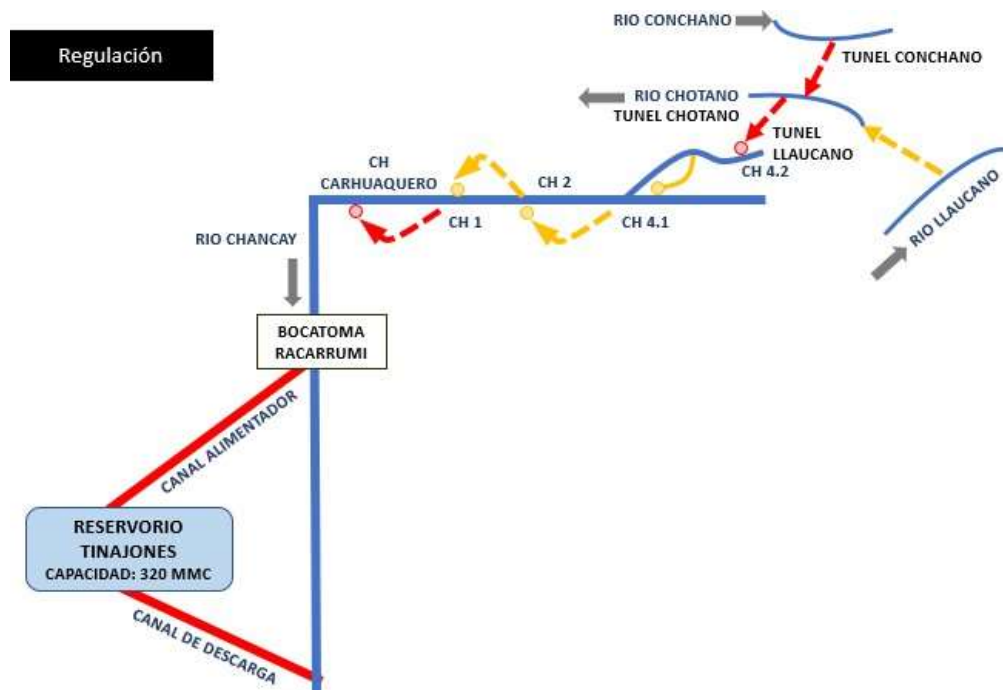 Regulación
RIO CONCHANO
TUNEL CONCHANO
RIO CHOTANO
TUNEL CHOTANO
TUNEL
LLAUCANO
CH 4.2
RIO LLAUCANO
CH
CARHUAQUERO
CH 2
CH 1
CH 4.1
RIO CHANCAY
BOCATOMA
RACARRUMI
CANAL ALIMENTADOR
RESERVORIO
TINAJONES
CAPACIDAD: 320 MMC
CANAL DE DESCARGA